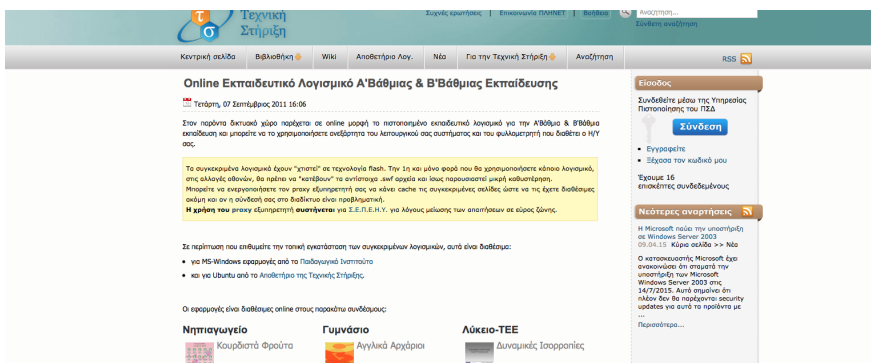 Τεχνική
Στήριξη
Συχνές ερωτήσεις | Επικοινωνία ΠΛΗΝΕΤ | Βοήθεια
Αναζήτηση...
Σύνθετη αναζήτηση
Κεντρική σελίδα Βιβλιοθήκη Wiki Αποθετήριο Λογ. Νέα Για την Τεχνική Στήριξη Αναζήτηση RSS
Online Εκπαιδευτικό Λογισμικό Α'Βάθμιας & Β'Βάθμιας Εκπαίδευσης
Τετάρτη, 07 Σεπτέμβριος 2011 16:06
Στον παρόντα δικτυακό χώρο παρέχεται σε online μορφή το πιστοποιημένο εκπαιδευτικό λογισμικό για την Α'Βάθμια & Β'Βάθμια
εκπαίδευση και μπορείτε να το χρησιμοποιήσετε ανεξάρτητα του λειτουργικού σας συστήματος και του φυλλομετρητή που διαθέτει ο Η/Υ
σας.
Τα συγκεκριμένα λογισμικά έχουν "χτιστεί" σε τεχνολογία flash. Την 1η και μόνο φορά που θα χρησιμοποιήσετε κάποιο λογισμικό,
στις αλλαγές οθονών, θα πρέπει να "κατέβουν" τα αντίστοιχα .swf αρχεία και ίσως παρουσιαστεί μικρή καθυστέρηση.
Μπορείτε να ενεργοποιήσετε τον proxy εξυπηρετητή σας να κάνει cache τις συγκεκριμένες σελίδες ώστε να τις έχετε διαθέσιμες
ακόμη και αν η σύνδεσή σας στο διαδίκτυο είναι προβληματική.
Η χρήση του proxy εξυπηρετητή συστήνεται για Σ.Ε.Π.Ε.Η.Υ. για λόγους μείωσης των απαιτήσεων σε εύρος ζώνης.
Σε περίπτωση που επιθυμείτε την τοπική εγκατάσταση των συγκεκριμένων λογισμικών, αυτά είναι διαθέσιμα:
για MS-Windows εφαρμογές από το Παιδαγωγικό Ινστιτούτο
και για Ubuntu από το Αποθετήριο της Τεχνικής Στήριξης.
Οι εφαρμογές είναι διαθέσιμες online στους παρακάτω συνδέσμους:
Νηπιαγωγείο Γυμνάσιο Λύκειο-ΤΕΕ
Κουρδιστά Φρούτα Αγγλικά Αρχάριοι Δυναμικές Ισορροπίες
Είσοδος
Συνδεθείτε μέσω της Υπηρεσίας
Πιστοποίησης του ΠΣΔ
Σύνδεση
Εγγραφείτε
Ξέχασα τον κωδικό μου
Έχουμε 16
επισκέπτες συνδεδεμένους
Νεότερες αναρτήσεις
Η Microsoft παύει την υποστήριξη
σε Windows Server 2003
09.04.15 Κύρια σελίδα >> Νέα
Ο κατασκευαστής Microsoft έχει
ανακοινώσει ότι σταματά την
υποστήριξη των Microsoft
Windows Server 2003 στις
14/7/2015. Αυτό σημαίνει ότι
πλέον δεν θα παρέχονται security
updates για αυτά τα προϊόντα με
...
Περισσότερα...